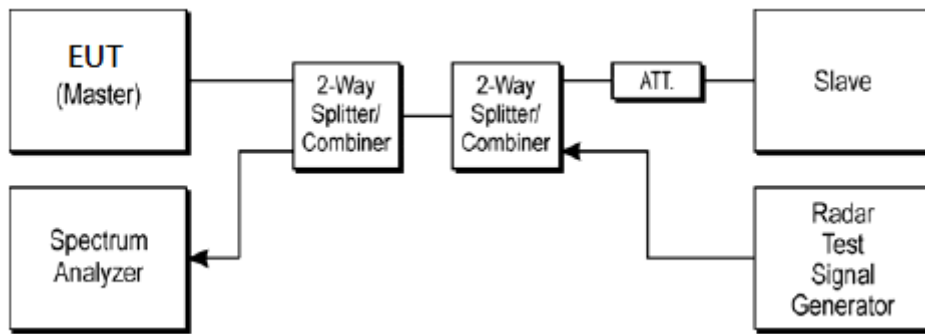 EUT
(Master)
2-Way
Splitter/
Combiner
2-Way
Splitter/
Combiner
ATT.
Slave
Spectrum
Analyzer
Radar
Test
Signal
Generator